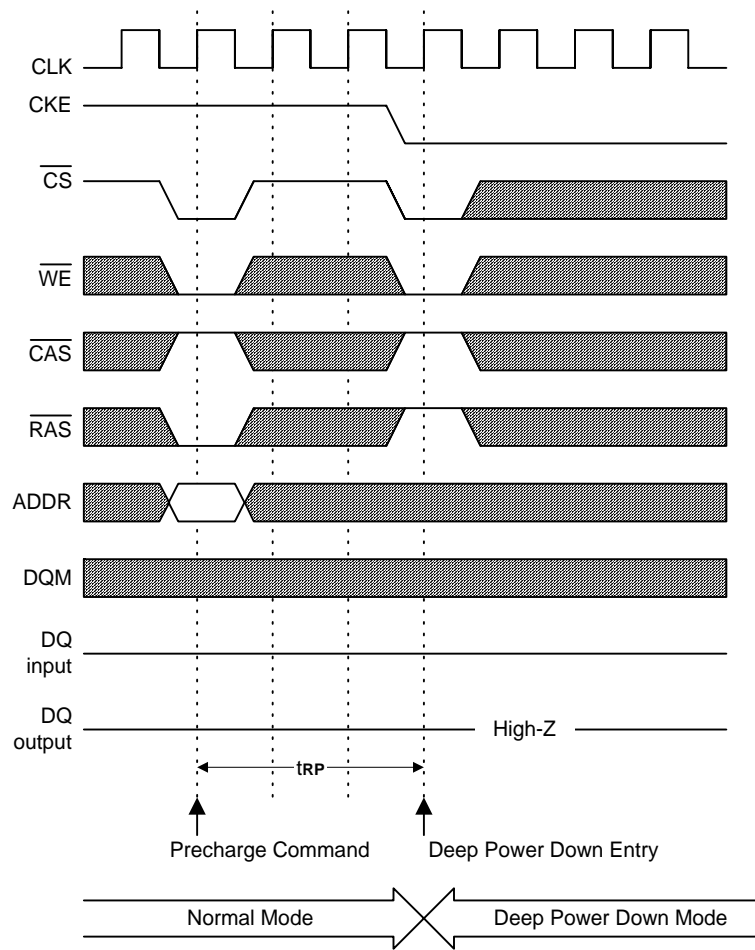 CLK
CKE
CS
WE
CAS
RAS
ADDR
DQM
DQ
input
DQ
output
High-Z
tRP
Precharge Command
Deep Power Down Entry
Normal Mode
Deep Power Down Mode